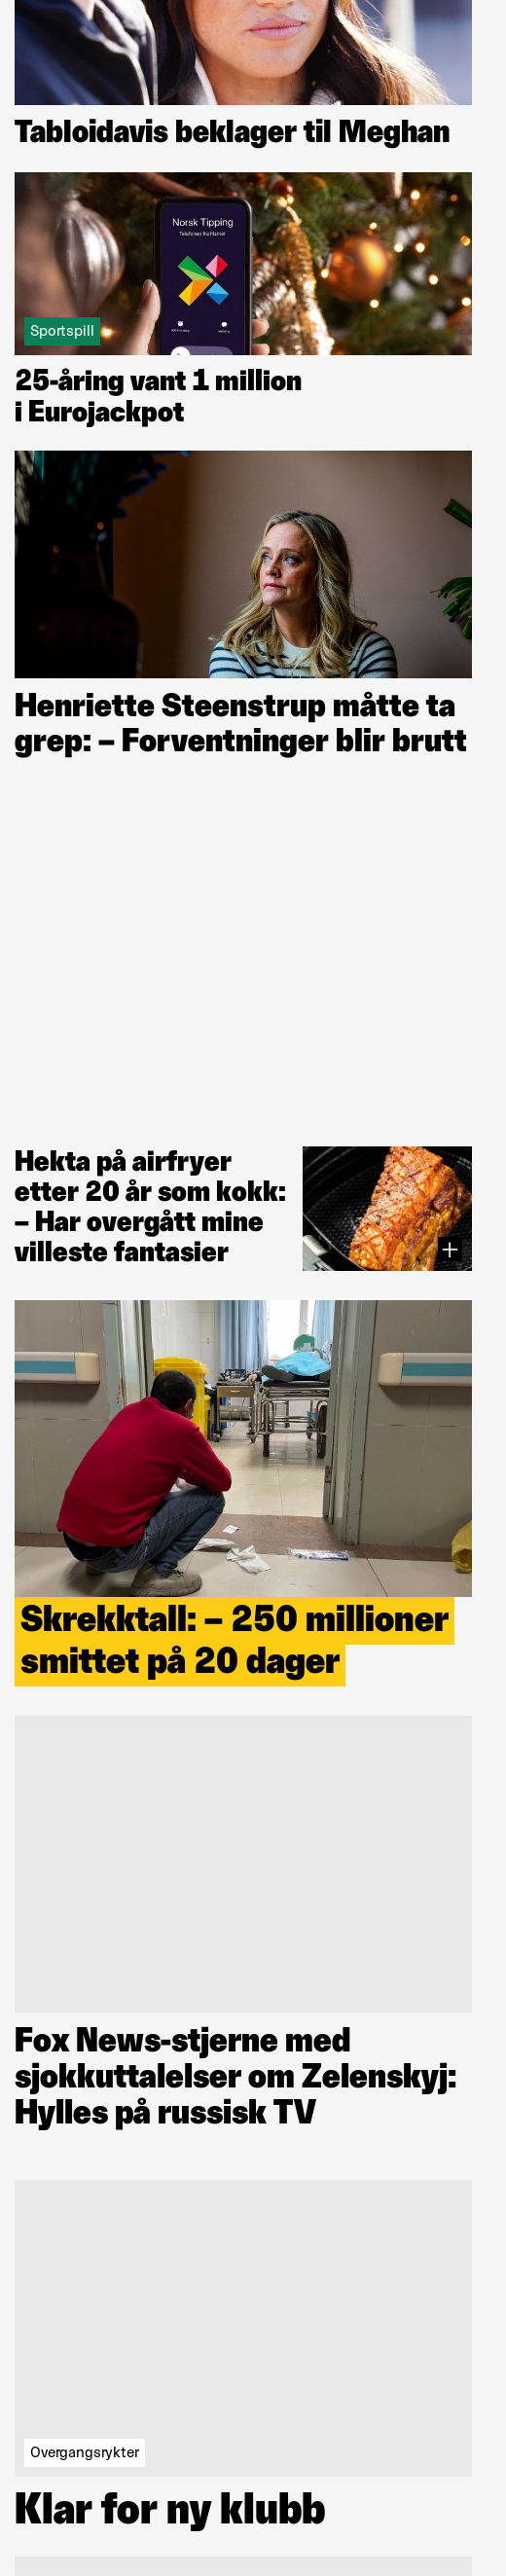 Tabloidavis beklager til Meghan
Norsk Tipping
Sportspill
25-åring vant 1 million
i Eurojackpot
Henriette Steenstrup måtte ta
grep: – Forventninger blir brutt
Hekta på airfryer
etter 20 år som kokk:
– Har overgått mine
villeste fantasier
Skrekktall: – 250 millioner
smittet på 20 dager
Fox News-stjerne med
sjokkuttalelser om Zelenskyj:
Hylles på russisk TV
Overgangsrykter
Klar for ny klubb